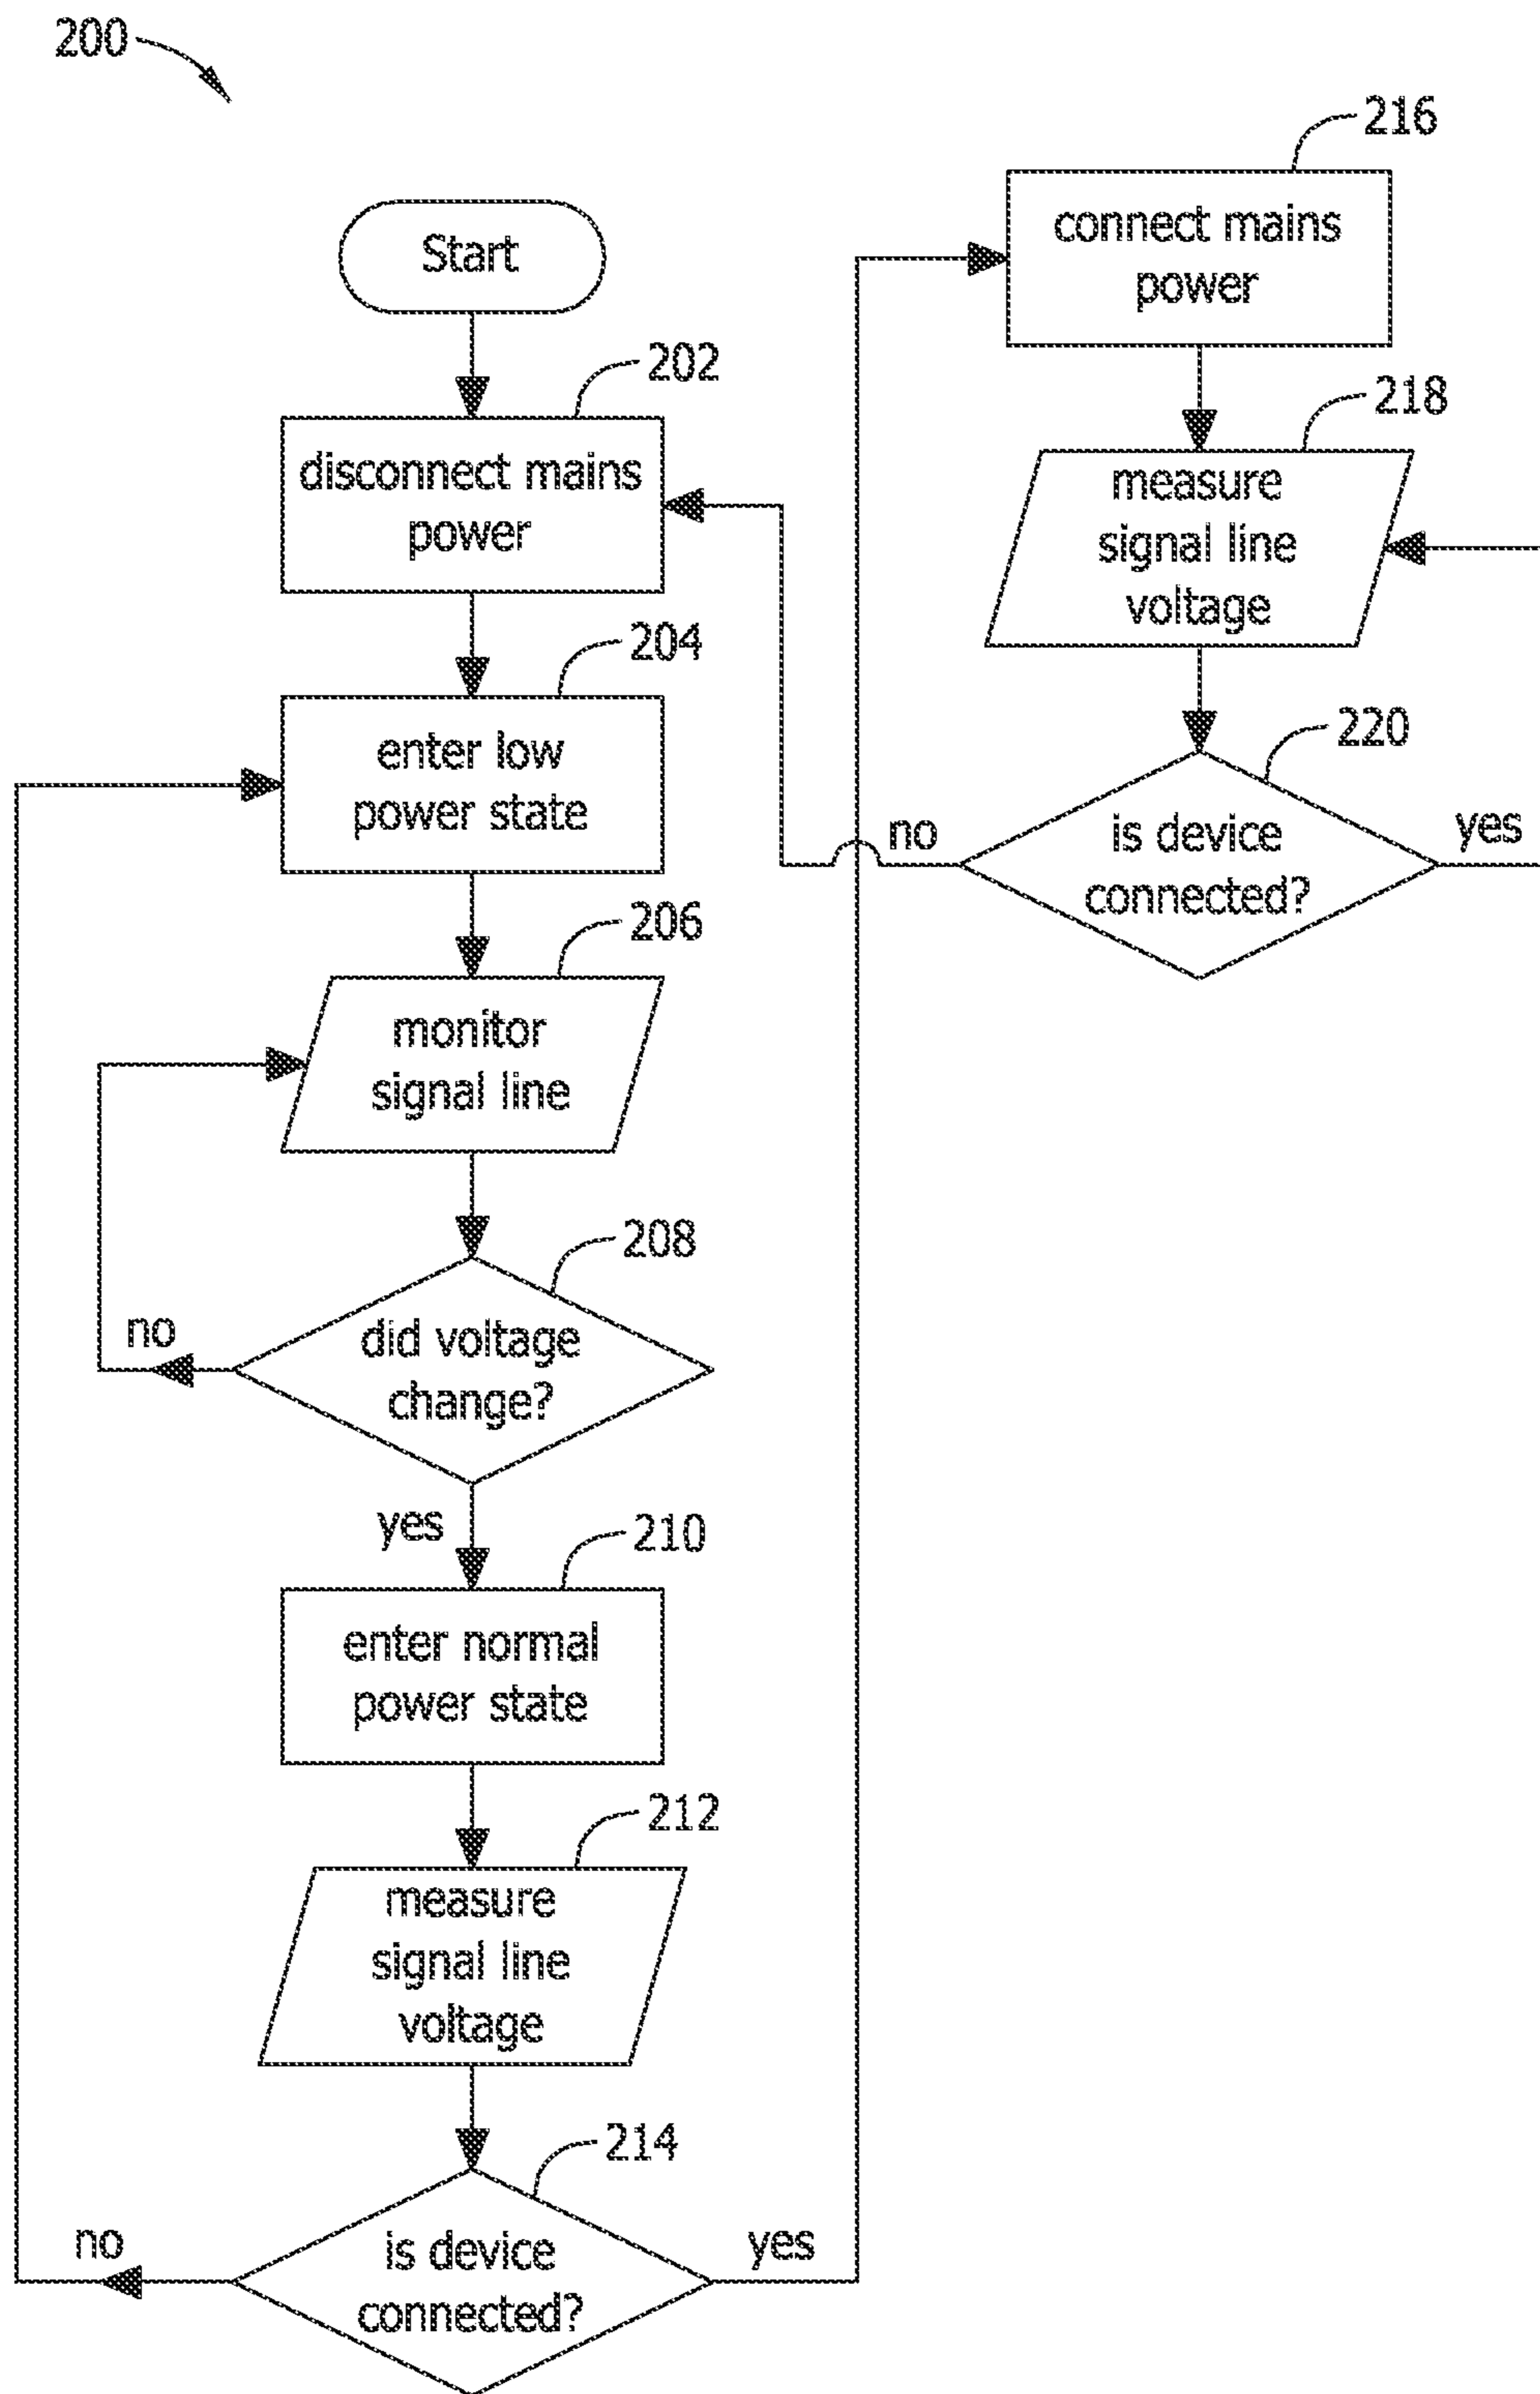 200
Start
202
disconnect mains
power
204
enter low
power state
206
monitor
signal line
208
did voltage
change?
no
yes
210
enter normal
power state
212
measure
signal line
voltage
214
is device
connected?
no
yes
216
connect mains
power
218
measure
signal line
voltage
220
is device
connected?
no
yes